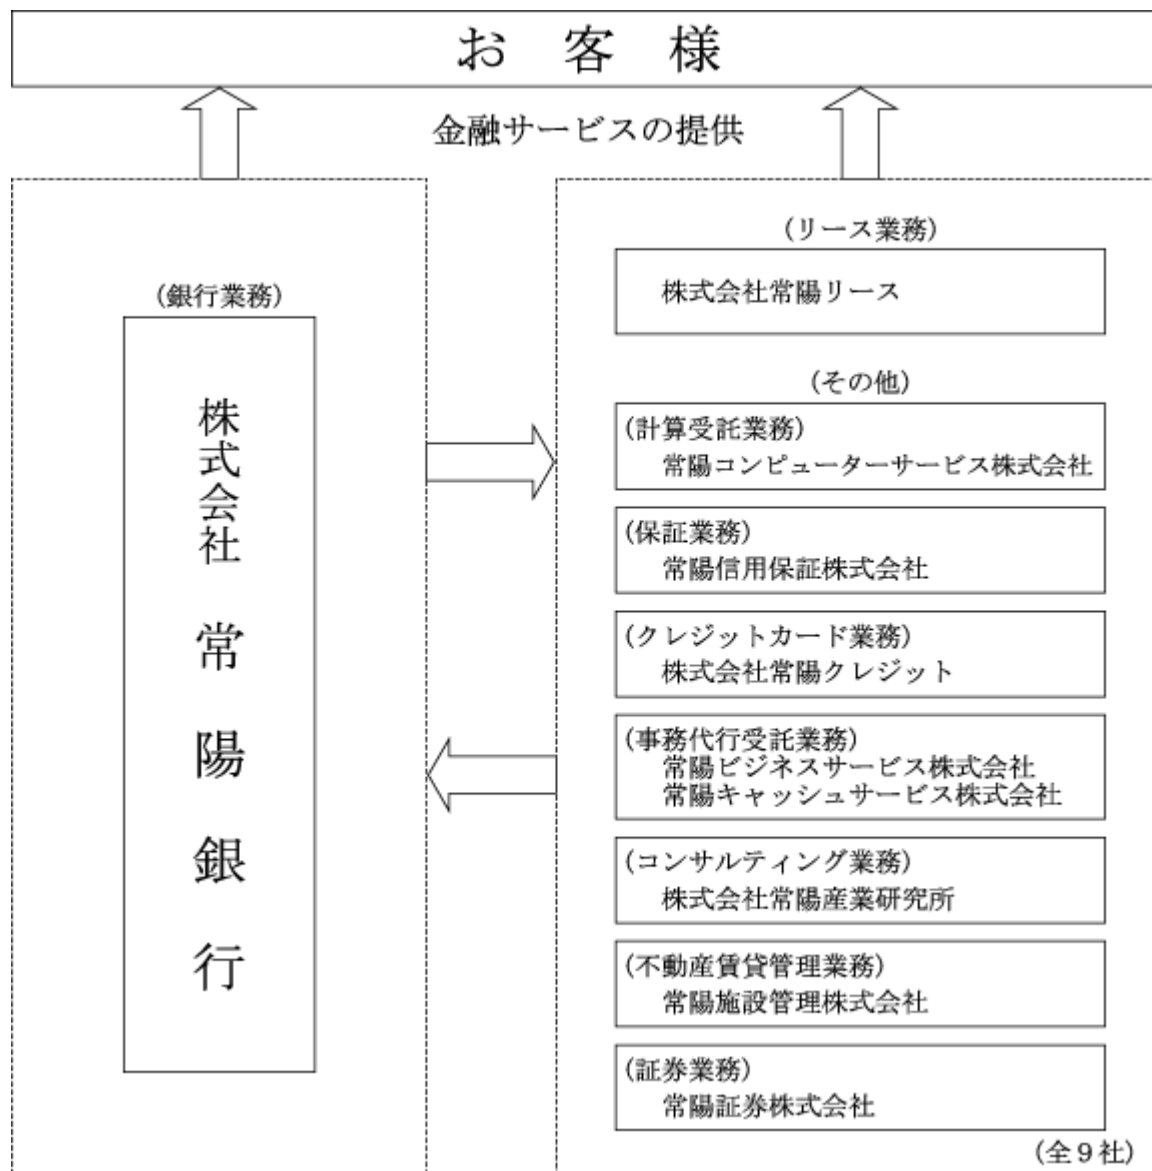 お 客 様
金融サービスの提供
(銀行業務)
株式会社 常陽銀行
(リース業務)
株式会社常陽リース
(その他)
(計算受託業務)
常陽コンピューターサービス株式会社
(保証業務)
常陽信用保証株式会社
(クレジットカード業務)
株式会社常陽クレジット
(事務代行受託業務)
常陽ビジネスサービス株式会社
常陽キャッシュサービス株式会社
(コンサルティング業務)
株式会社常陽産業研究所
(不動産賃貸管理業務)
常陽施設管理株式会社
(証券業務)
常陽証券株式会社
(全9社)